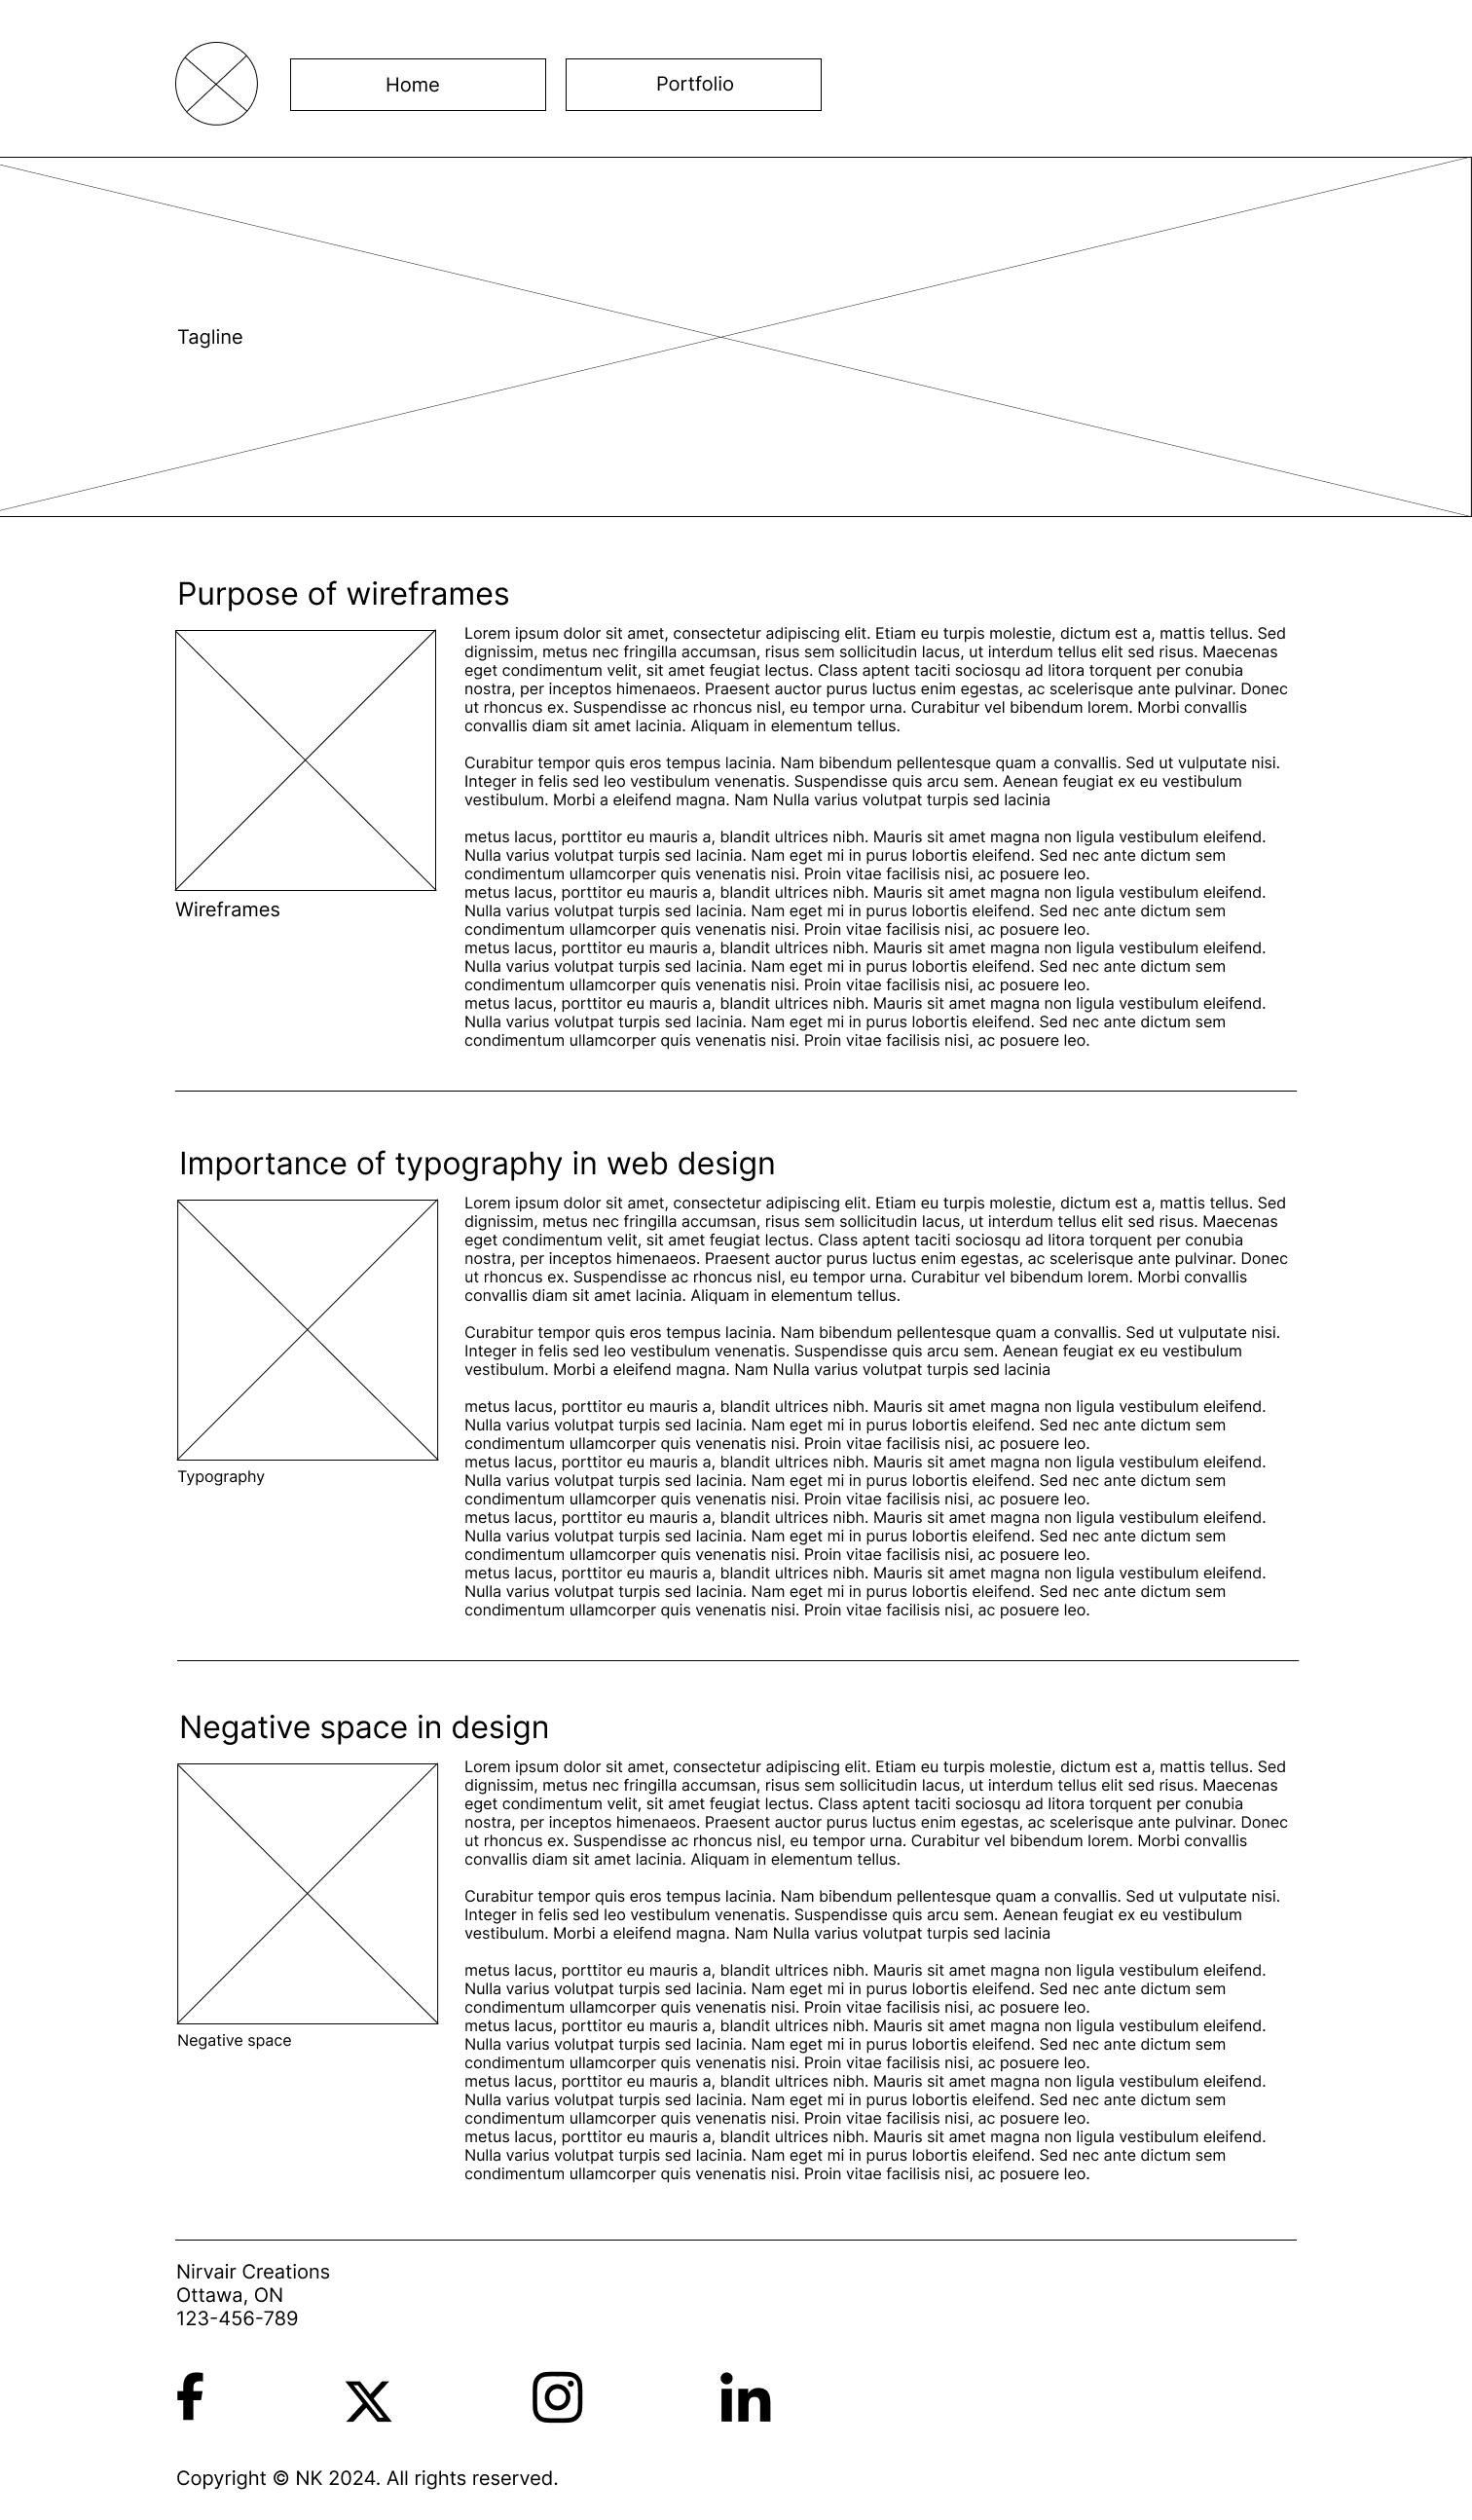 Home
Portfolio
Tagline
Purpose of wireframes
Lorem ipsum dolor sit amet, consectetur adipiscing elit. Etiam eu turpis molestie, dictum est a, mattis tellus. Sed
dignissim, metus nec fringilla accumsan, risus sem sollicitudin lacus, ut interdum tellus elit sed risus. Maecenas
eget condimentum velit, sit amet feugiat lectus. Class aptent taciti sociosqu ad litora torquent per conubia
nostra, per inceptos himenaeos. Praesent auctor purus luctus enim egestas, ac scelerisque ante pulvinar. Donec
ut rhoncus ex. Suspendisse ac rhoncus nisl, eu tempor urna. Curabitur vel bibendum lorem. Morbi convallis
convallis diam sit amet lacinia. Aliquam in elementum tellus.
Curabitur tempor quis eros tempus lacinia. Nam bibendum pellentesque quam a convallis. Sed ut vulputate nisi.
Integer in felis sed leo vestibulum venenatis. Suspendisse quis arcu sem. Aenean feugiat ex eu vestibulum
vestibulum. Morbi a eleifend magna. Nam Nulla varius volutpat turpis sed lacinia
metus lacus, porttitor eu mauris a, blandit ultrices nibh. Mauris sit amet magna non ligula vestibulum eleifend.
Nulla varius volutpat turpis sed lacinia. Nam eget mi in purus lobortis eleifend. Sed nec ante dictum sem
condimentum ullamcorper quis venenatis nisi. Proin vitae facilisis nisi, ac posuere leo.
metus lacus, porttitor eu mauris a, blandit ultrices nibh. Mauris sit amet magna non ligula vestibulum eleifend.
Nulla varius volutpat turpis sed lacinia. Nam eget mi in purus lobortis eleifend. Sed nec ante dictum sem
condimentum ullamcorper quis venenatis nisi. Proin vitae facilisis nisi, ac posuere leo.
metus lacus, porttitor eu mauris a, blandit ultrices nibh. Mauris sit amet magna non ligula vestibulum eleifend.
Nulla varius volutpat turpis sed lacinia. Nam eget mi in purus lobortis eleifend. Sed nec ante dictum sem
condimentum ullamcorper quis venenatis nisi. Proin vitae facilisis nisi, ac posuere leo.
metus lacus, porttitor eu mauris a, blandit ultrices nibh. Mauris sit amet magna non ligula vestibulum eleifend.
Nulla varius volutpat turpis sed lacinia. Nam eget mi in purus lobortis eleifend. Sed nec ante dictum sem
condimentum ullamcorper quis venenatis nisi. Proin vitae facilisis nisi, ac posuere leo.
Wireframes
Importance of typography in web design
Lorem ipsum dolor sit amet, consectetur adipiscing elit. Etiam eu turpis molestie, dictum est a, mattis tellus. Sed
dignissim, metus nec fringilla accumsan, risus sem sollicitudin lacus, ut interdum tellus elit sed risus. Maecenas
eget condimentum velit, sit amet feugiat lectus. Class aptent taciti sociosqu ad litora torquent per conubia
nostra, per inceptos himenaeos. Praesent auctor purus luctus enim egestas, ac scelerisque ante pulvinar. Donec
ut rhoncus ex. Suspendisse ac rhoncus nisl, eu tempor urna. Curabitur vel bibendum lorem. Morbi convallis
convallis diam sit amet lacinia. Aliquam in elementum tellus.
Curabitur tempor quis eros tempus lacinia. Nam bibendum pellentesque quam a convallis. Sed ut vulputate nisi.
Integer in felis sed leo vestibulum venenatis. Suspendisse quis arcu sem. Aenean feugiat ex eu vestibulum
vestibulum. Morbi a eleifend magna. Nam Nulla varius volutpat turpis sed lacinia
metus lacus, porttitor eu mauris a, blandit ultrices nibh. Mauris sit amet magna non ligula vestibulum eleifend.
Nulla varius volutpat turpis sed lacinia. Nam eget mi in purus lobortis eleifend. Sed nec ante dictum sem
condimentum ullamcorper quis venenatis nisi. Proin vitae facilisis nisi, ac posuere leo.
metus lacus, porttitor eu mauris a, blandit ultrices nibh. Mauris sit amet magna non ligula vestibulum eleifend.
Nulla varius volutpat turpis sed lacinia. Nam eget mi in purus lobortis eleifend. Sed nec ante dictum sem
condimentum ullamcorper quis venenatis nisi. Proin vitae facilisis nisi, ac posuere leo.
metus lacus, porttitor eu mauris a, blandit ultrices nibh. Mauris sit amet magna non ligula vestibulum eleifend.
Nulla varius volutpat turpis sed lacinia. Nam eget mi in purus lobortis eleifend. Sed nec ante dictum sem
condimentum ullamcorper quis venenatis nisi. Proin vitae facilisis nisi, ac posuere leo.
metus lacus, porttitor eu mauris a, blandit ultrices nibh. Mauris sit amet magna non ligula vestibulum eleifend.
Nulla varius volutpat turpis sed lacinia. Nam eget mi in purus lobortis eleifend. Sed nec ante dictum sem
condimentum ullamcorper quis venenatis nisi. Proin vitae facilisis nisi, ac posuere leo.
Typography
Negative space in design
Lorem ipsum dolor sit amet, consectetur adipiscing elit. Etiam eu turpis molestie, dictum est a, mattis tellus. Sed
dignissim, metus nec fringilla accumsan, risus sem sollicitudin lacus, ut interdum tellus elit sed risus. Maecenas
eget condimentum velit, sit amet feugiat lectus. Class aptent taciti sociosqu ad litora torquent per conubia
nostra, per inceptos himenaeos. Praesent auctor purus luctus enim egestas, ac scelerisque ante pulvinar. Donec
ut rhoncus ex. Suspendisse ac rhoncus nisl, eu tempor urna. Curabitur vel bibendum lorem. Morbi convallis
convallis diam sit amet lacinia. Aliquam in elementum tellus.
Curabitur tempor quis eros tempus lacinia. Nam bibendum pellentesque quam a convallis. Sed ut vulputate nisi.
Integer in felis sed leo vestibulum venenatis. Suspendisse quis arcu sem. Aenean feugiat ex eu vestibulum
vestibulum. Morbi a eleifend magna. Nam Nulla varius volutpat turpis sed lacinia
metus lacus, porttitor eu mauris a, blandit ultrices nibh. Mauris sit amet magna non ligula vestibulum eleifend.
Nulla varius volutpat turpis sed lacinia. Nam eget mi in purus lobortis eleifend. Sed nec ante dictum sem
condimentum ullamcorper quis venenatis nisi. Proin vitae facilisis nisi, ac posuere leo.
metus lacus, porttitor eu mauris a, blandit ultrices nibh. Mauris sit amet magna non ligula vestibulum eleifend.
Nulla varius volutpat turpis sed lacinia. Nam eget mi in purus lobortis eleifend. Sed nec ante dictum sem
condimentum ullamcorper quis venenatis nisi. Proin vitae facilisis nisi, ac posuere leo.
metus lacus, porttitor eu mauris a, blandit ultrices nibh. Mauris sit amet magna non ligula vestibulum eleifend.
Nulla varius volutpat turpis sed lacinia. Nam eget mi in purus lobortis eleifend. Sed nec ante dictum sem
condimentum ullamcorper quis venenatis nisi. Proin vitae facilisis nisi, ac posuere leo.
metus lacus, porttitor eu mauris a, blandit ultrices nibh. Mauris sit amet magna non ligula vestibulum eleifend.
Nulla varius volutpat turpis sed lacinia. Nam eget mi in purus lobortis eleifend. Sed nec ante dictum sem
condimentum ullamcorper quis venenatis nisi. Proin vitae facilisis nisi, ac posuere leo.
Negative space
Nirvair Creations
Ottawa, ON
123-456-789
Copyright © NK 2024. All rights reserved.